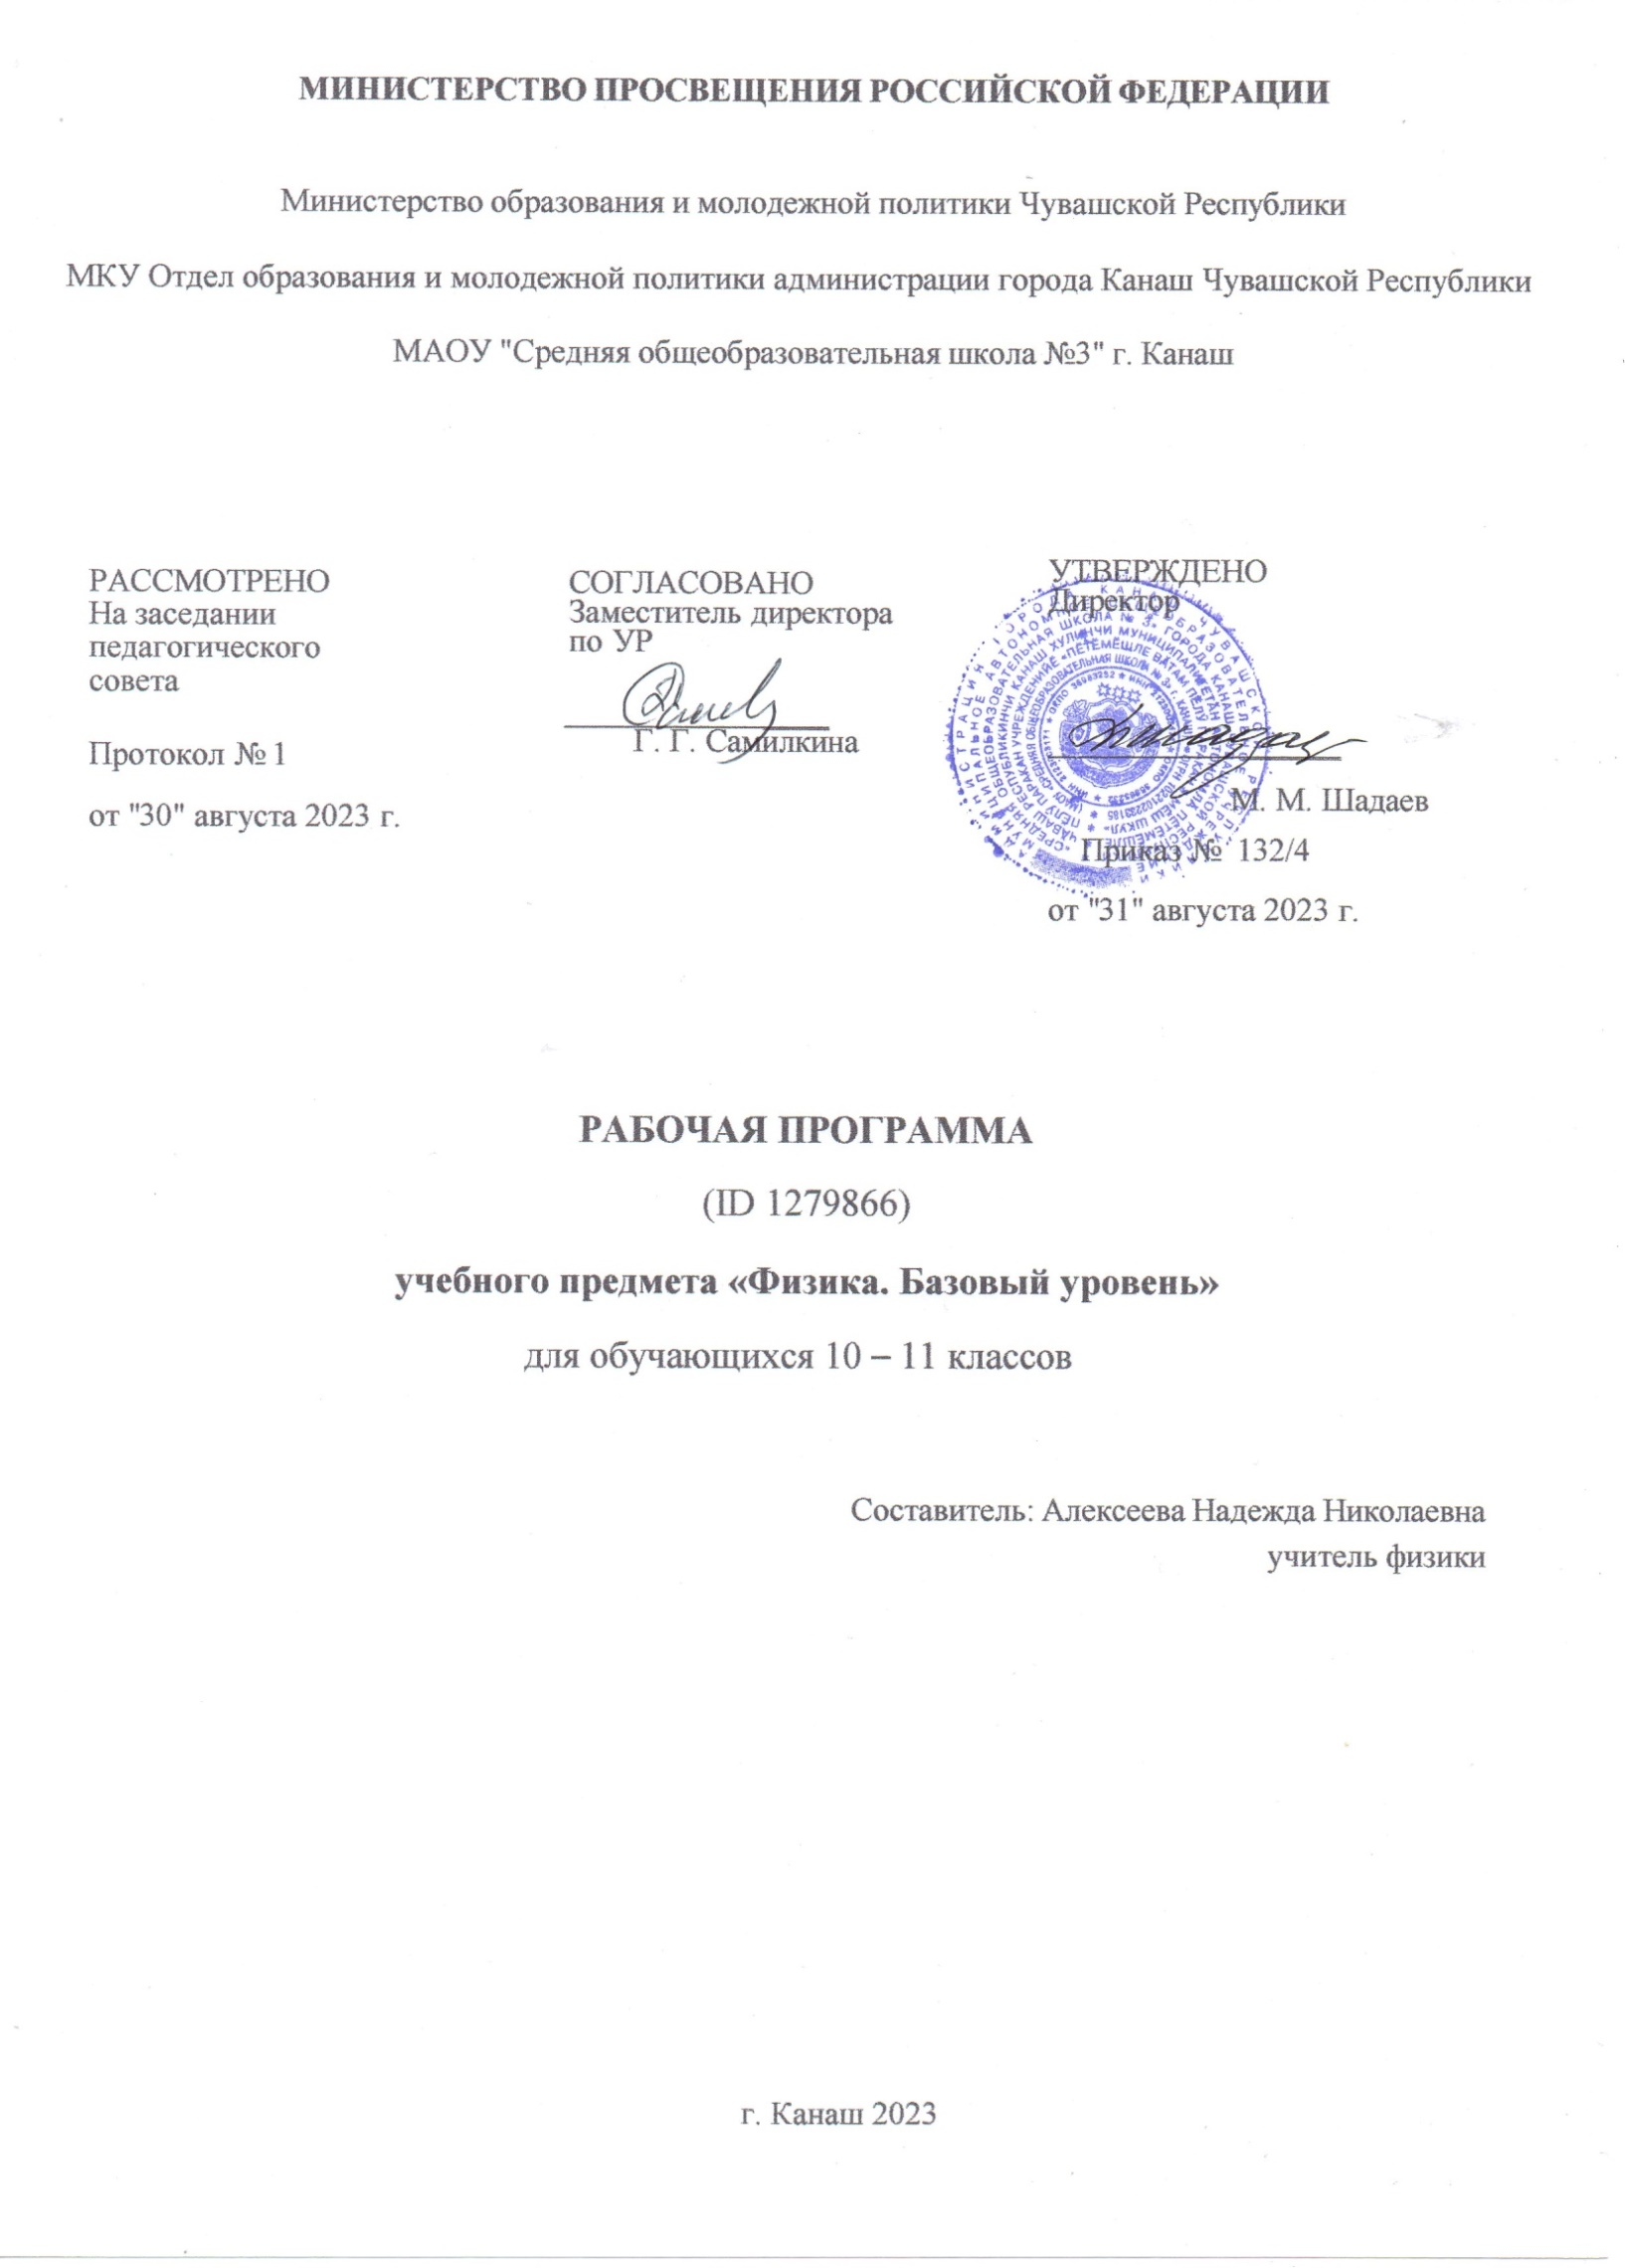 МИНИСТЕРСТВО ПРОСВЕЩЕНИЯ РОССИЙСКОЙ ФЕДЕРАЦИИ
Министерство образования и молодежной политики Чувашской Республики
МКУ Отдел образования и молодежной политики администрации города Канаш Чувашской Республики
МАОУ "Средняя общеобразовательная школа №3" г. Канаш
РАССМОТРЕНО
На заседании
педагогического
совета
Протокол № 1
от "30" августа 2023 г.
СОГЛАСОВАНО
Заместитель директора
по УР
Г. Г. Самилкина
УТВЕРЖДЕНО
Директор
М. М. Шадаев
Приказ № 132/4
от "31" августа 2023 г.
РАБОЧАЯ ПРОГРАММА
(ID 1279866)
учебного предмета «Физика. Базовый уровень»
для обучающихся 10 – 11 классов
Составитель: Алексеева Надежда Николаевна
учитель физики
г. Канаш 2023